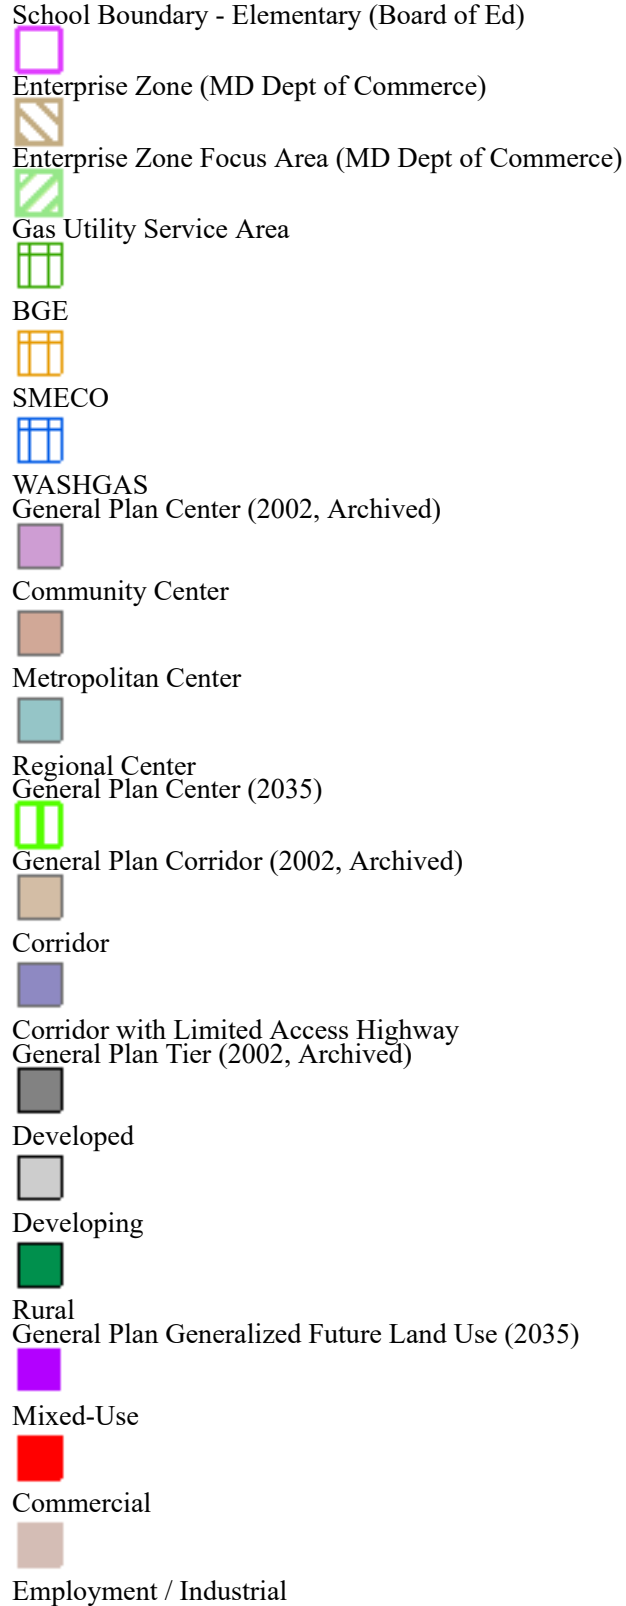 School Boundary - Elementary (Board of Ed)
Enterprise Zone (MD Dept of Commerce)
Enterprise Zone Focus Area (MD Dept of Commerce)
Gas Utility Service Area
BGE
SMECO
WASHGAS
General Plan Center (2002, Archived)
Community Center
Metropolitan Center
Regional Center
General Plan Center (2035)
General Plan Corridor (2002, Archived)
Corridor
Corridor with Limited Access Highway
General Plan Tier (2002, Archived)
Developed
Developing
Rural
General Plan Generalized Future Land Use (2035)
Mixed-Use
Commercial
Employment / Industrial